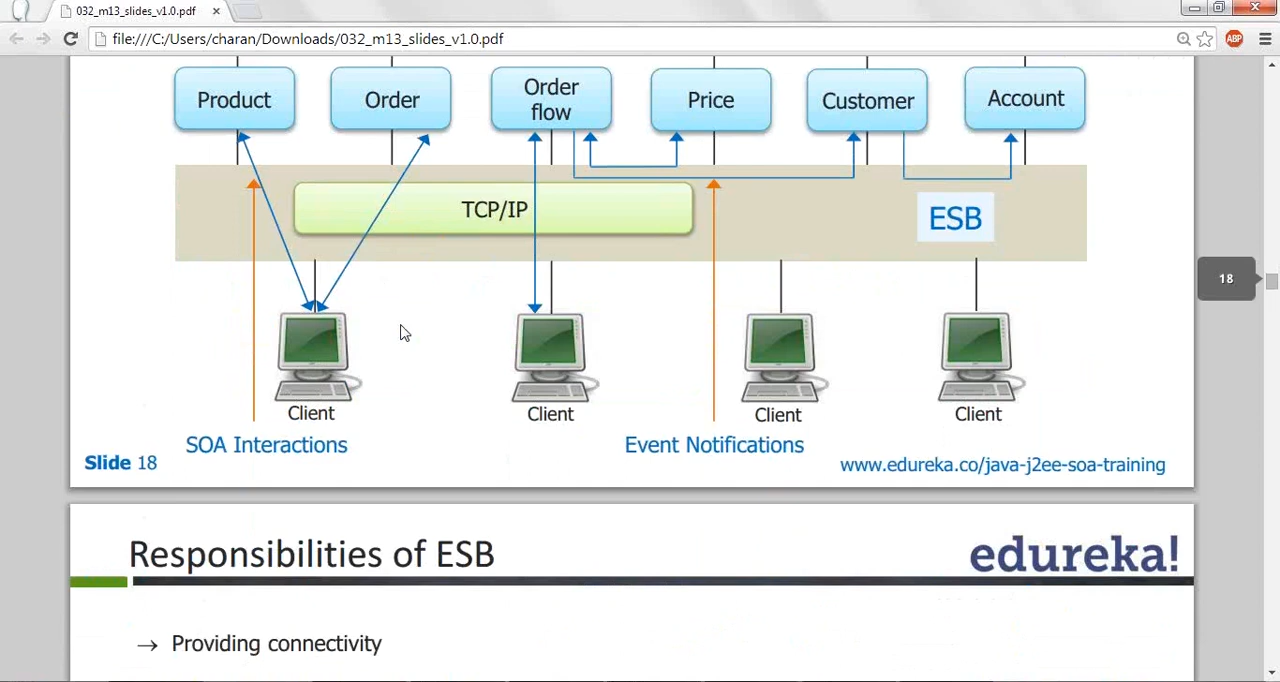 032_m13_slides_v1.0.pdf
file:///C:/Users/charan/Downloads/032_m13_slides_v1.0.pdf
ABP
Product
Order
Order
flow
Price
Customer
Account
TCP/IP
ESB
18
Client
Client
Client
Client
SOA Interactions
Event Notifications
Slide 18
www.edureka.co/java-j2ee-soa-training
Responsibilities of ESB
edureka!
→ Providing connectivity